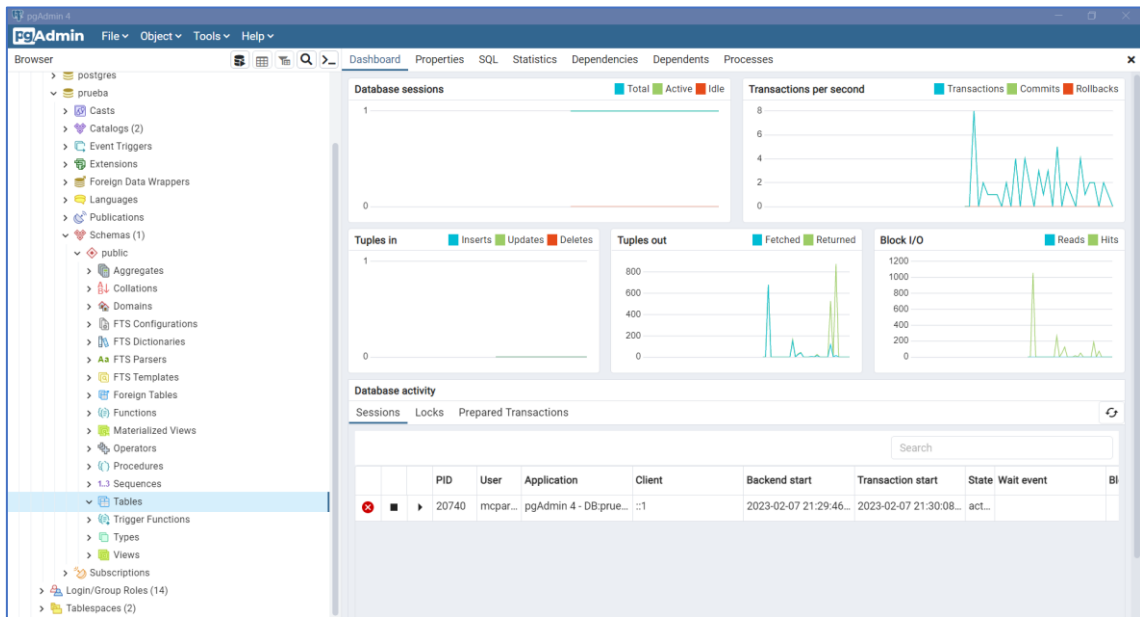 pgAdmin 4
pgAdmin File Object Tools Help
Browser
Dashboard Properties SQL Statistics Dependencies Dependents Processes
postgres
prueba
Casts
Catalogs (2)
Event Triggers
Extensions
Foreign Data Wrappers
Languages
Publications
Schemas (1)
public
Aggregates
Collations
Domains
FTS Configurations
FTS Dictionaries
Aa FTS Parsers
FTS Templates
Foreign Tables
Functions
Materialized Views
Operators
Procedures
1..3 Sequences
Tables
Trigger Functions
Types
Views
Subscriptions
Login/Group Roles (14)
Tablespaces (2)
Database sessions Total Active Idle
1
0
Transactions per second Transactions Commits Rollbacks
8
6
4
2
0
Tuples in Inserts Updates Deletes
1
0
Tuples out Fetched Returned
800
600
400
200
0
Block I/O Reads Hits
1200
1000
800
600
400
200
0
Database activity
Sessions Locks Prepared Transactions
Search
PID User Application Client Backend start Transaction start State Wait event Bl
20740 mcpar... pgAdmin 4 - DB:prue... ::1 2023-02-07 21:29:46... 2023-02-07 21:30:08... act...